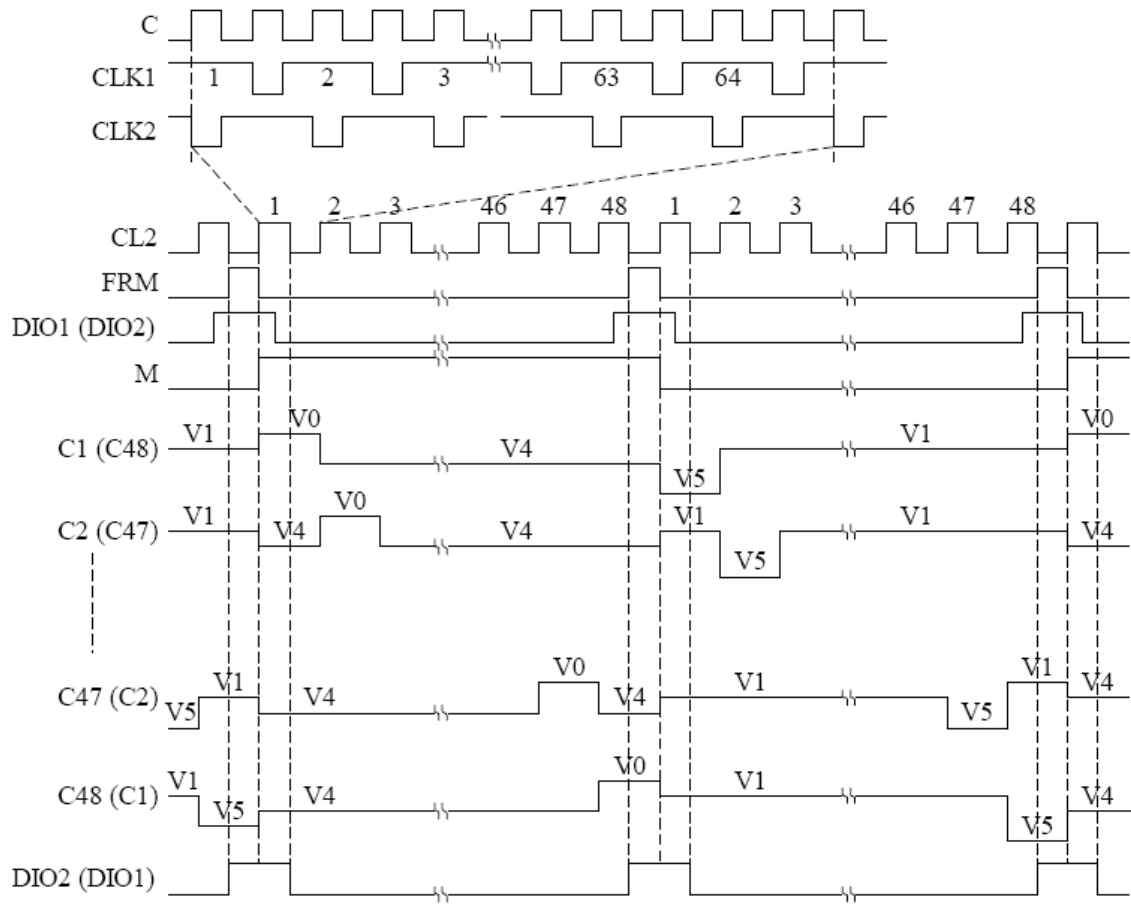 C
CLK1 1 2 3 63 64
CLK2
1 2 3 46 47 48 1 2 3 46 47 48
CL2
FRM
DIO1 (DIO2)
M
V1 V0 V4 V5 V1 V0
C1 (C48)
V1 V4 V0 V4 V1 V5 V1 V4
C2 (C47)
V5 V1 V4 V0 V4 V1 V5 V1 V4
C47 (C2)
V1 V5 V4 V0 V1 V5 V4
C48 (C1)
DIO2 (DIO1)